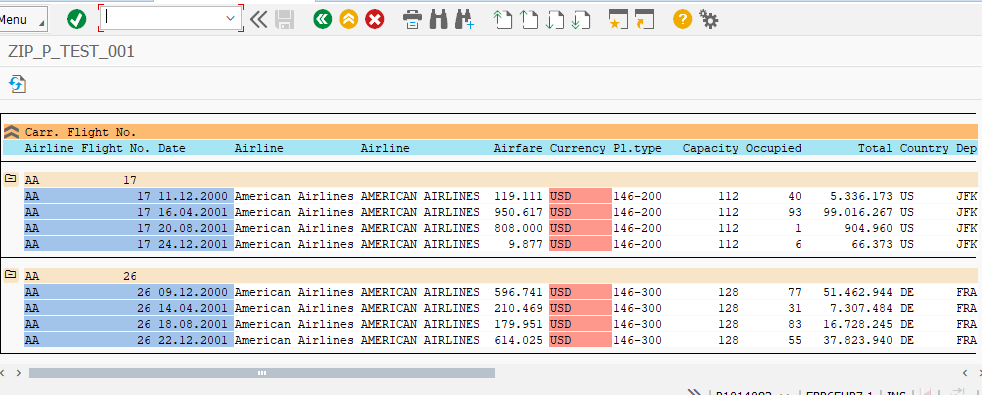 Menu
ZIP_P_TEST_001
Carr. Flight No.
Airline Flight No. Date Airline Airline Airfare Currency Pl.type Capacity Occupied Total Country Dep
AA 17
AA 17 11.12.2000 American Airlines AMERICAN AIRLINES 119.111 USD 146-200 112 40 5.336.173 US JFK
AA 17 16.04.2001 American Airlines AMERICAN AIRLINES 950.617 USD 146-200 112 93 99.016.267 US JFK
AA 17 20.08.2001 American Airlines AMERICAN AIRLINES 808.000 USD 146-200 112 1 904.960 US JFK
AA 17 24.12.2001 American Airlines AMERICAN AIRLINES 9.877 USD 146-200 112 6 66.373 US JFK
AA 26
AA 26 09.12.2000 American Airlines AMERICAN AIRLINES 596.741 USD 146-300 128 77 51.462.944 DE FRA
AA 26 14.04.2001 American Airlines AMERICAN AIRLINES 210.469 USD 146-300 128 31 7.307.484 DE FRA
AA 26 18.08.2001 American Airlines AMERICAN AIRLINES 179.951 USD 146-300 128 83 16.728.245 DE FRA
AA 26 22.12.2001 American Airlines AMERICAN AIRLINES 614.025 USD 146-300 128 55 37.823.940 DE FRA